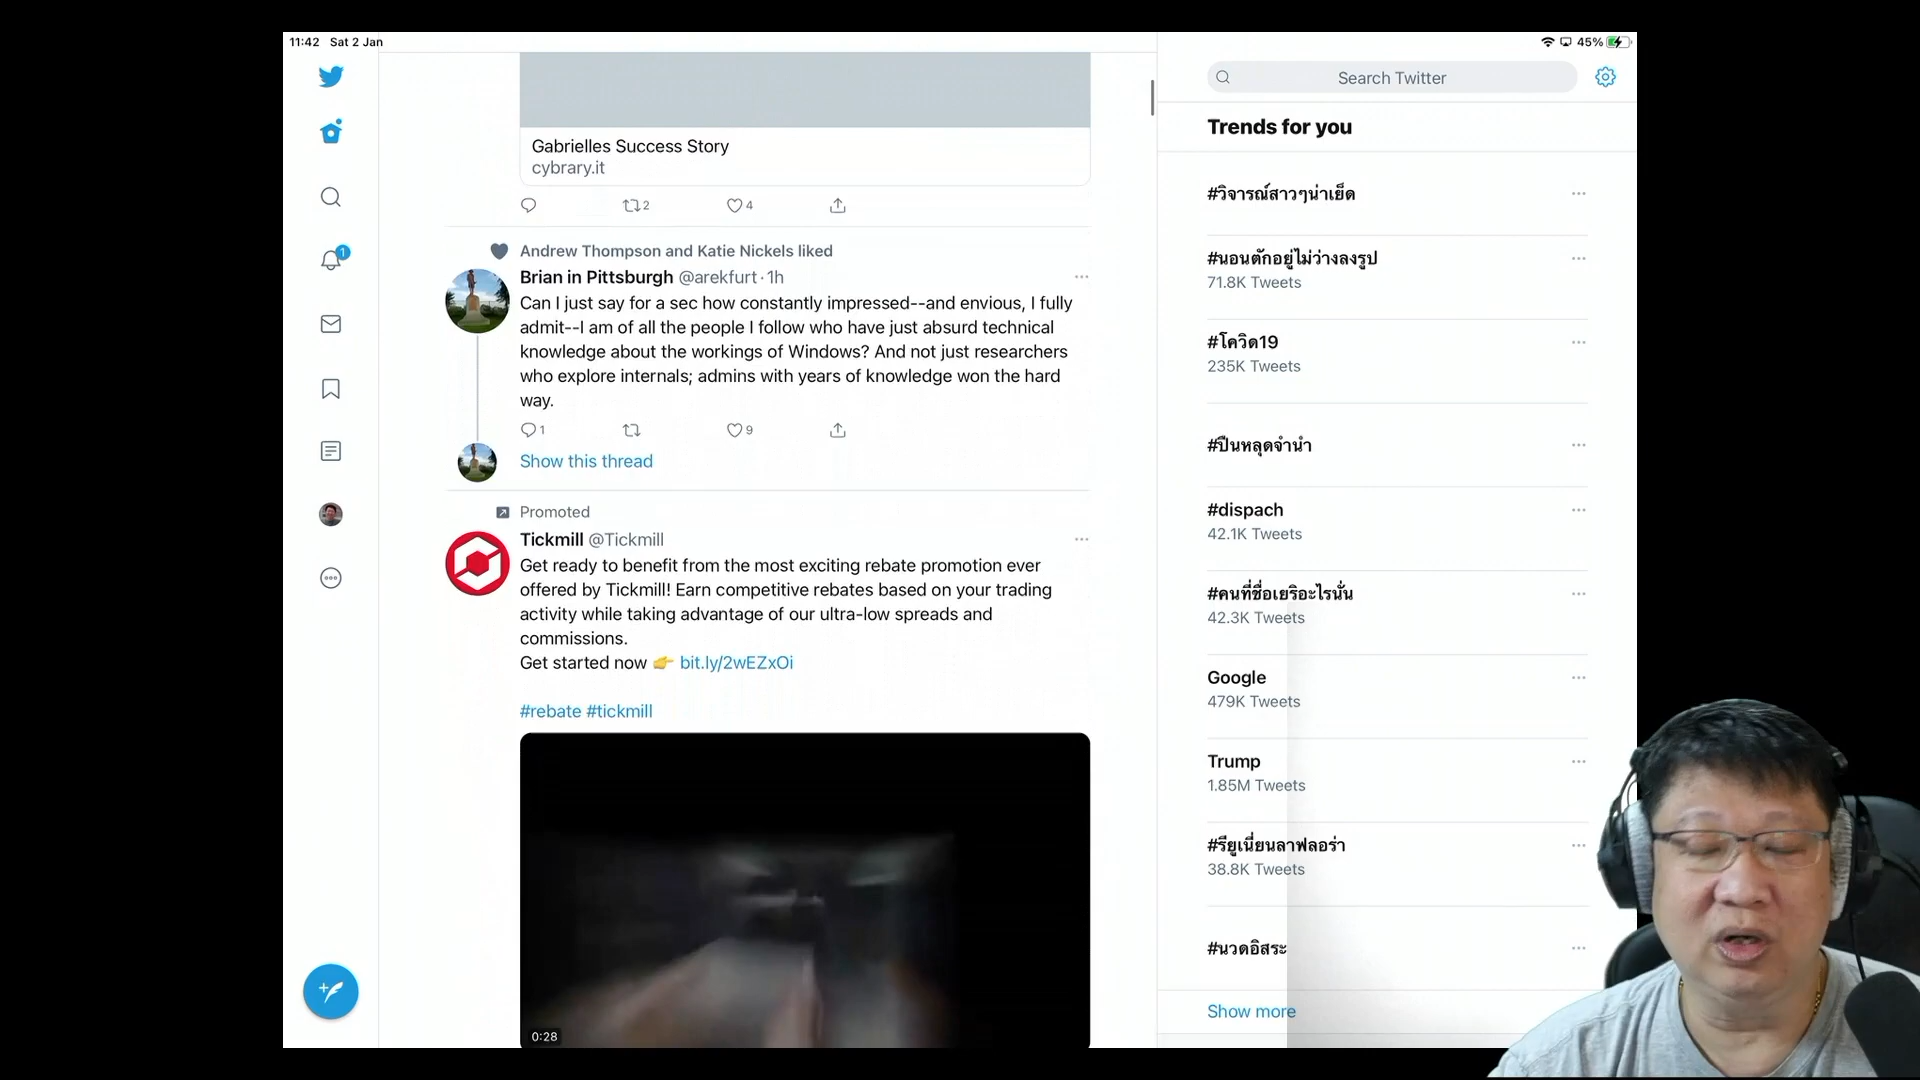 11:42 Sat 2 Jan
45%
Gabrielles Success Story
cybrary.it
2
4
Andrew Thompson and Katie Nickels liked
Brian in Pittsburgh @arekfurt · 1h
Can I just say for a sec how constantly impressed--and envious, I fully
admit--I am of all the people I follow who have just absurd technical
knowledge about the workings of Windows? And not just researchers
who explore internals; admins with years of knowledge won the hard
way.
1
9
Show this thread
Promoted
Tickmill @Tickmill
Get ready to benefit from the most exciting rebate promotion ever
offered by Tickmill! Earn competitive rebates based on your trading
activity while taking advantage of our ultra-low spreads and
commissions.
Get started now 👉 bit.ly/2wEZxOi
#rebate #tickmill
0:28
1
Search Twitter
Trends for you
#วิจารณ์สาวๆน่าเย็ด
#นอนตักอยู่ไม่ว่างลงรูป
71.8K Tweets
#โควิด19
235K Tweets
#ปืนหลุดจำนำ
#dispach
42.1K Tweets
#คนที่ชื่อเยริอะไรนั่น
42.3K Tweets
Google
479K Tweets
Trump
1.85M Tweets
#รียูเนี่ยนลาฟลอร่า
38.8K Tweets
#นวดอิสระ
Show more